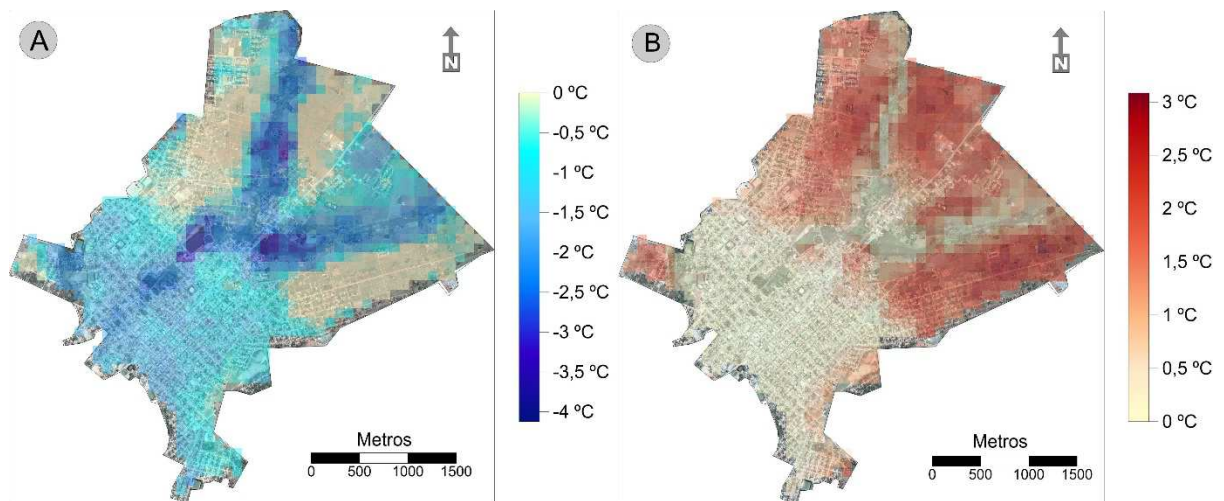 A
N
0 ºC
-0,5 ºC
-1 ºC
-1,5 ºC
-2 ºC
-2,5 ºC
-3 ºC
-3,5 ºC
-4 ºC
Metros
0 500 1000 1500
B
N
3 ºC
2,5 ºC
2 ºC
1,5 ºC
1 ºC
0,5 ºC
0 ºC
Metros
0 500 1000 1500